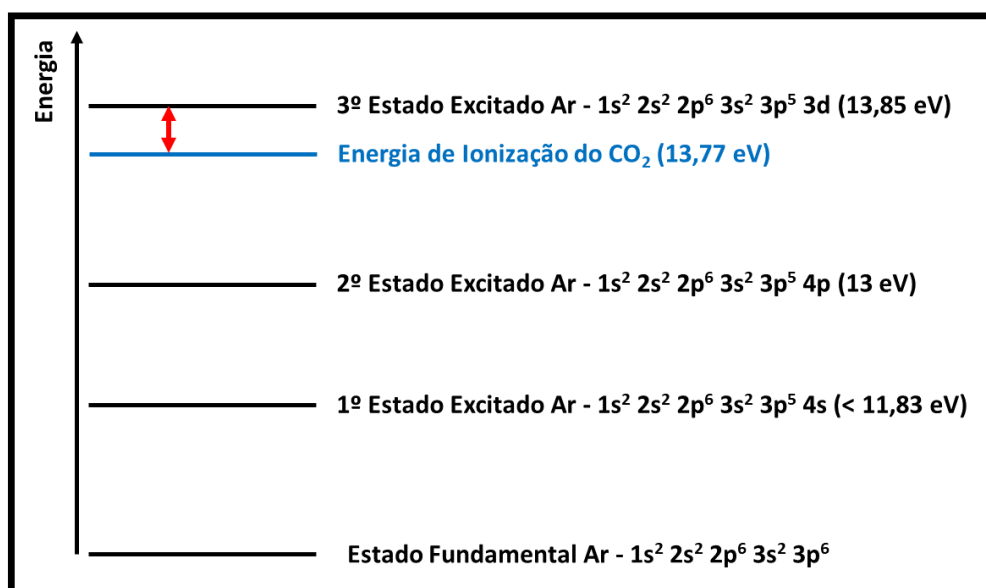 Energia
3º Estado Excitado Ar - 1s² 2s² 2p⁶ 3s² 3p⁵ 3d (13,85 eV)
Energia de Ionização do CO₂ (13,77 eV)
2º Estado Excitado Ar - 1s² 2s² 2p⁶ 3s² 3p⁵ 4p (13 eV)
1º Estado Excitado Ar - 1s² 2s² 2p⁶ 3s² 3p⁵ 4s (< 11,83 eV)
Estado Fundamental Ar - 1s² 2s² 2p⁶ 3s² 3p⁶